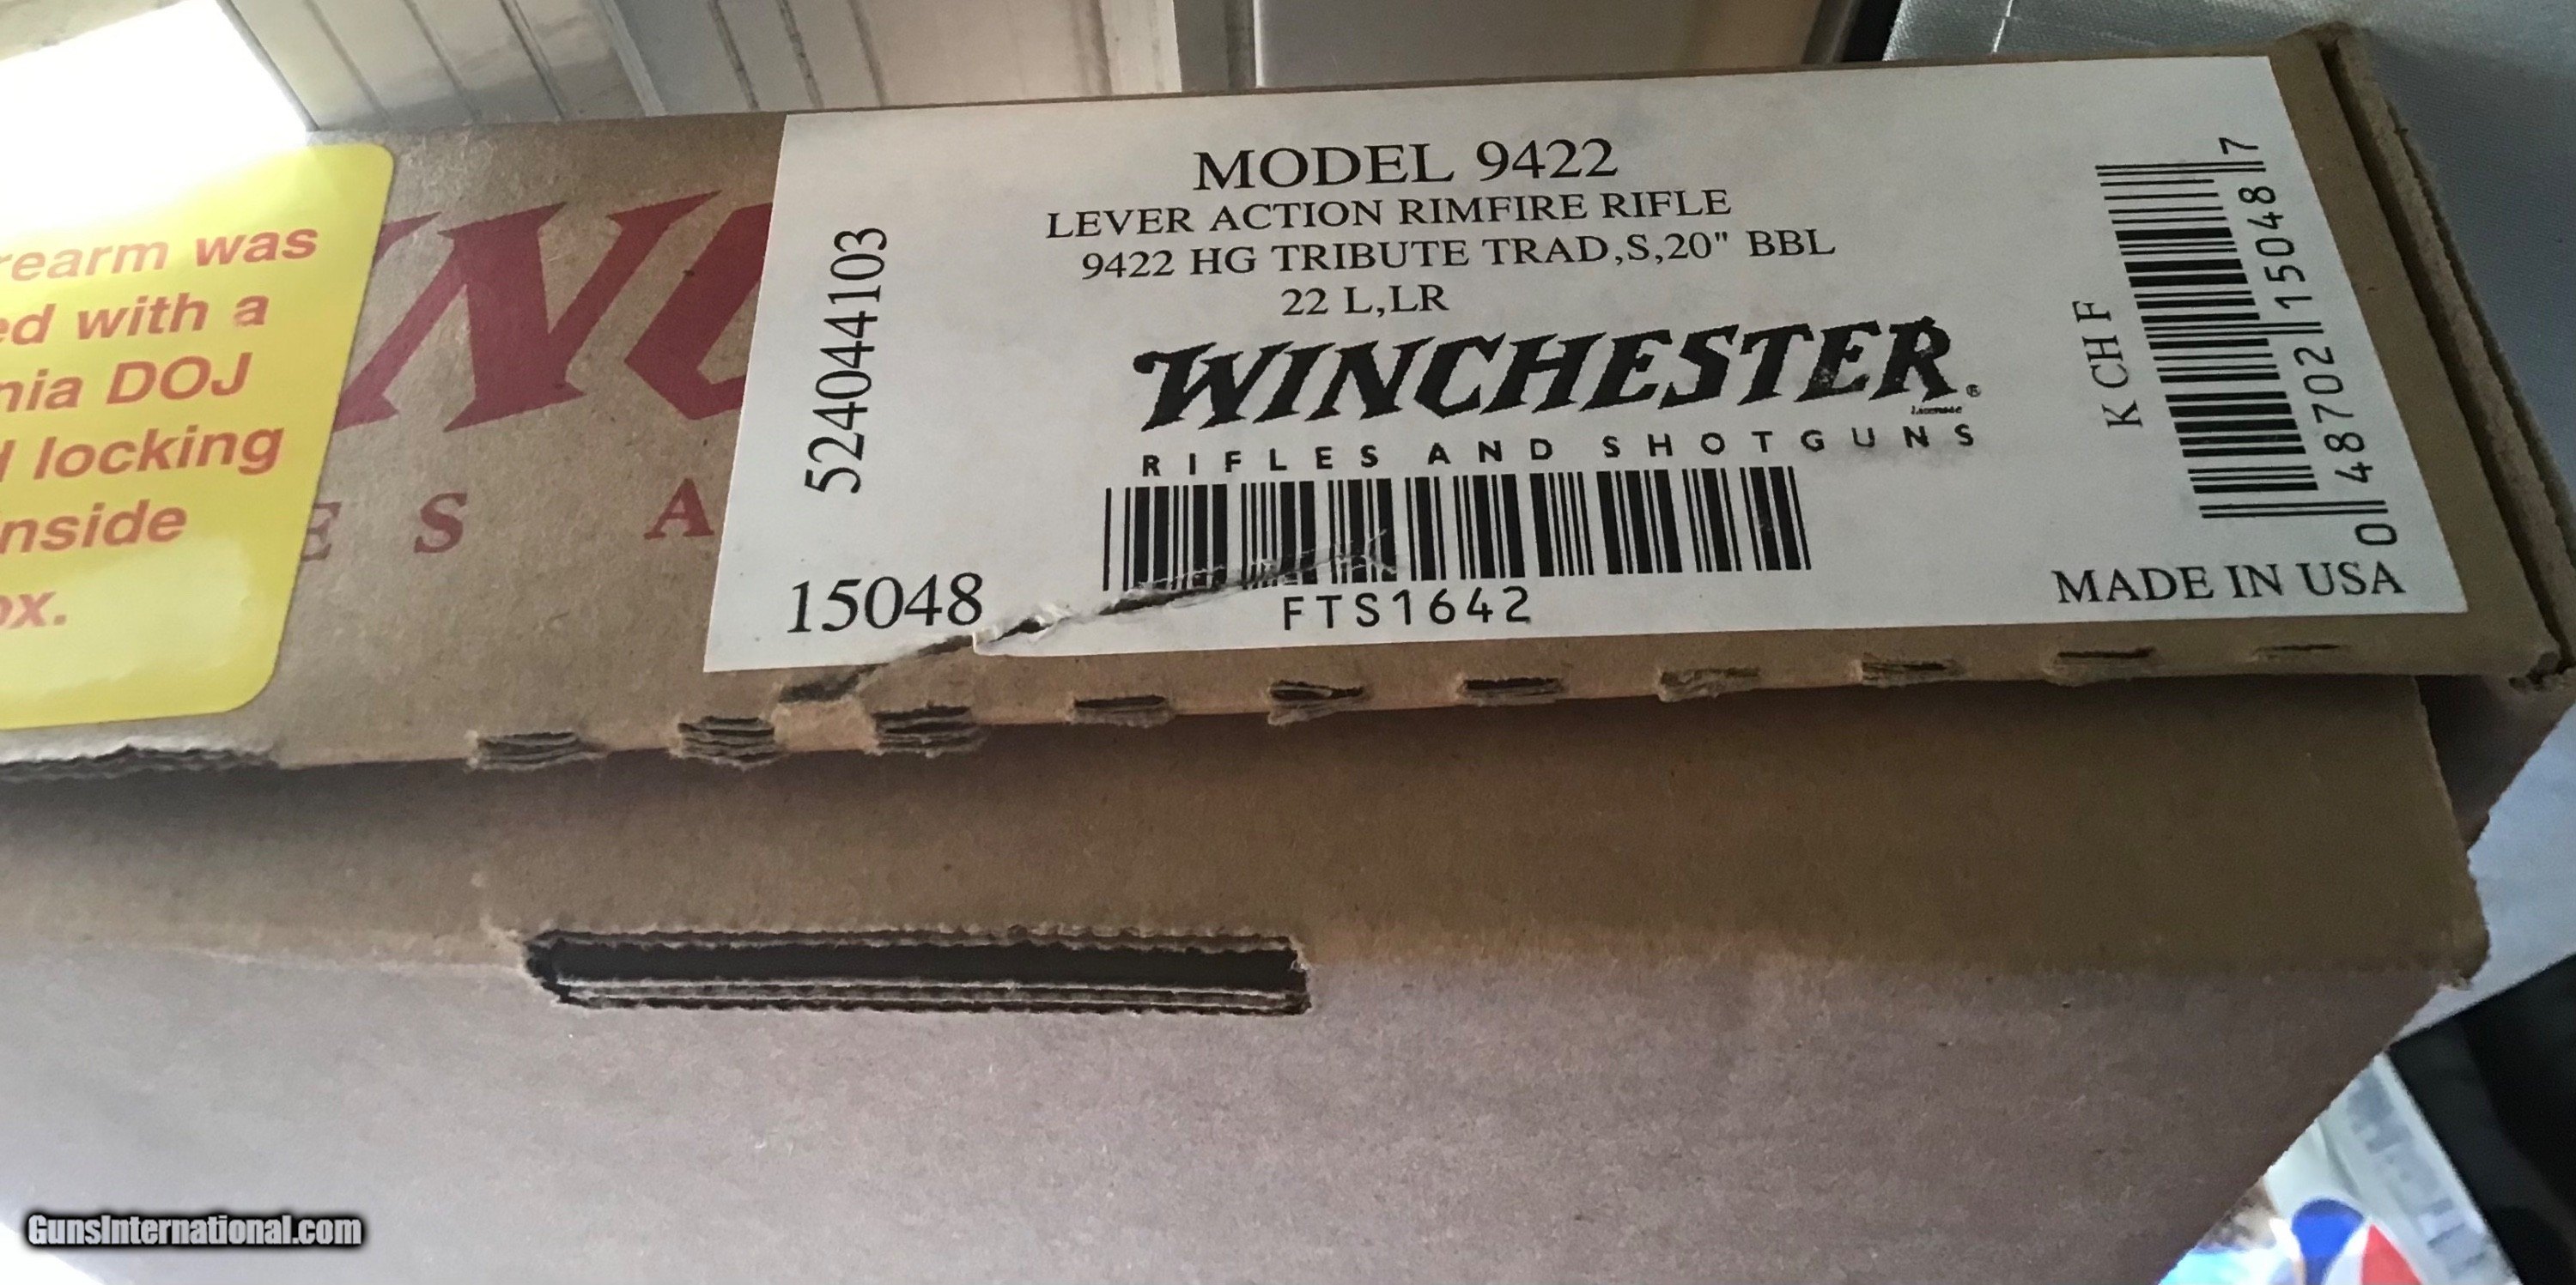 rearm was
ed with a
nia DOJ
locking
nside
ox.
ES A
MODEL 9422
LEVER ACTION RIMFIRE RIFLE
9422 HG TRIBUTE TRAD,S,20" BBL
22 L,LR
WINCHESTER®
RIFLES AND SHOTGUNS
524044103
15048
FTS1642
K CH F
0 48702 15048 7
MADE IN USA
GunsInternational.com